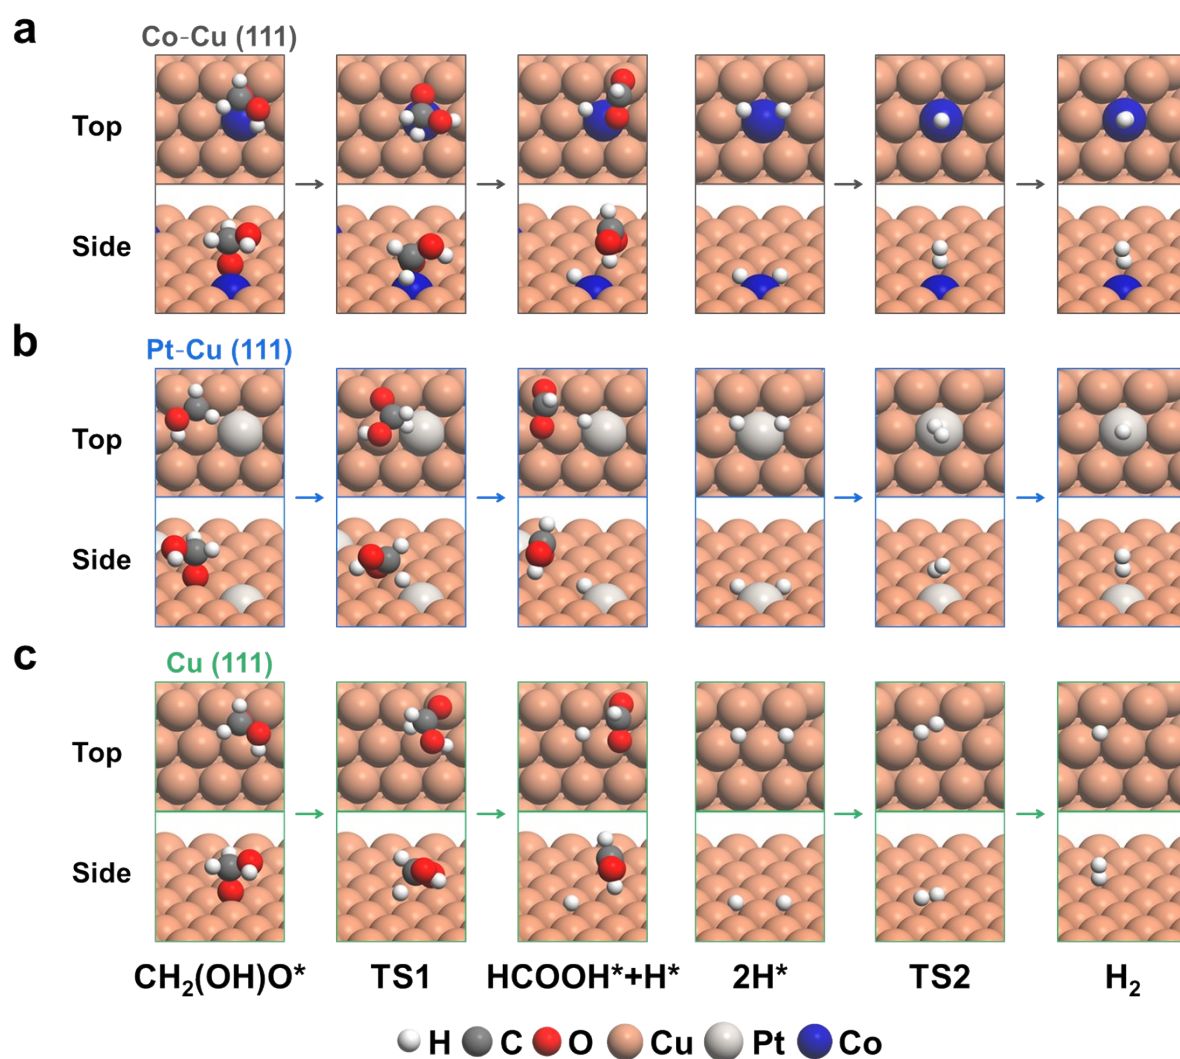 a
Co-Cu (111)
Top
Side
b
Pt-Cu (111)
Top
Side
c
Cu (111)
Top
Side
CH₂(OH)O* TS1 HCOOH*+H* 2H* TS2 H₂
H C O Cu Pt Co